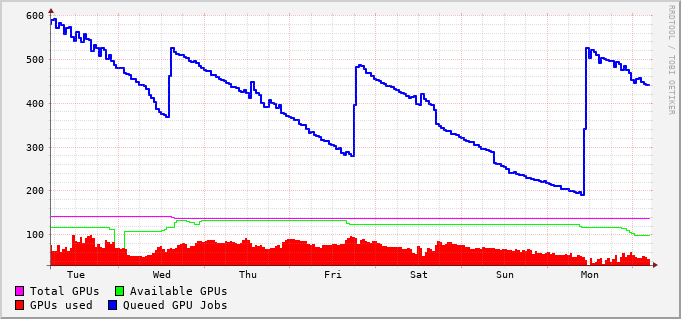 600
500
400
300
200
100
Tue Wed Thu Fri Sat Sun Mon
Total GPUs Available GPUs
GPUs used Queued GPU Jobs
RRDTOOL / TOBI OETIKER